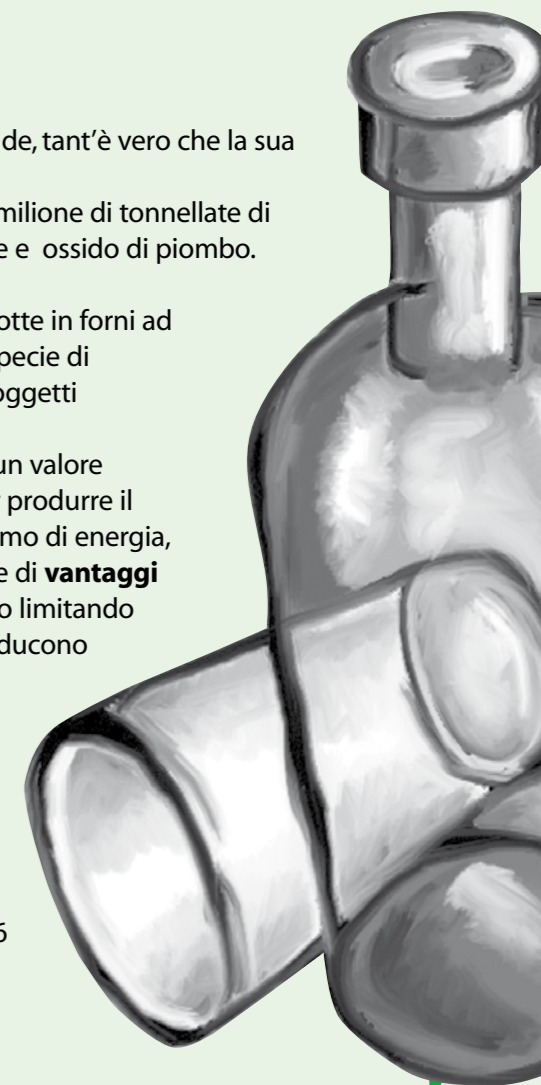 de, tant'è vero che la sua
milione di tonnellate di
e e  ossido di piombo.
otte in forni ad
pecie di
oggetti
un valore
r produrre il
mo di energia,
e di vantaggi
o limitando
ducono
6